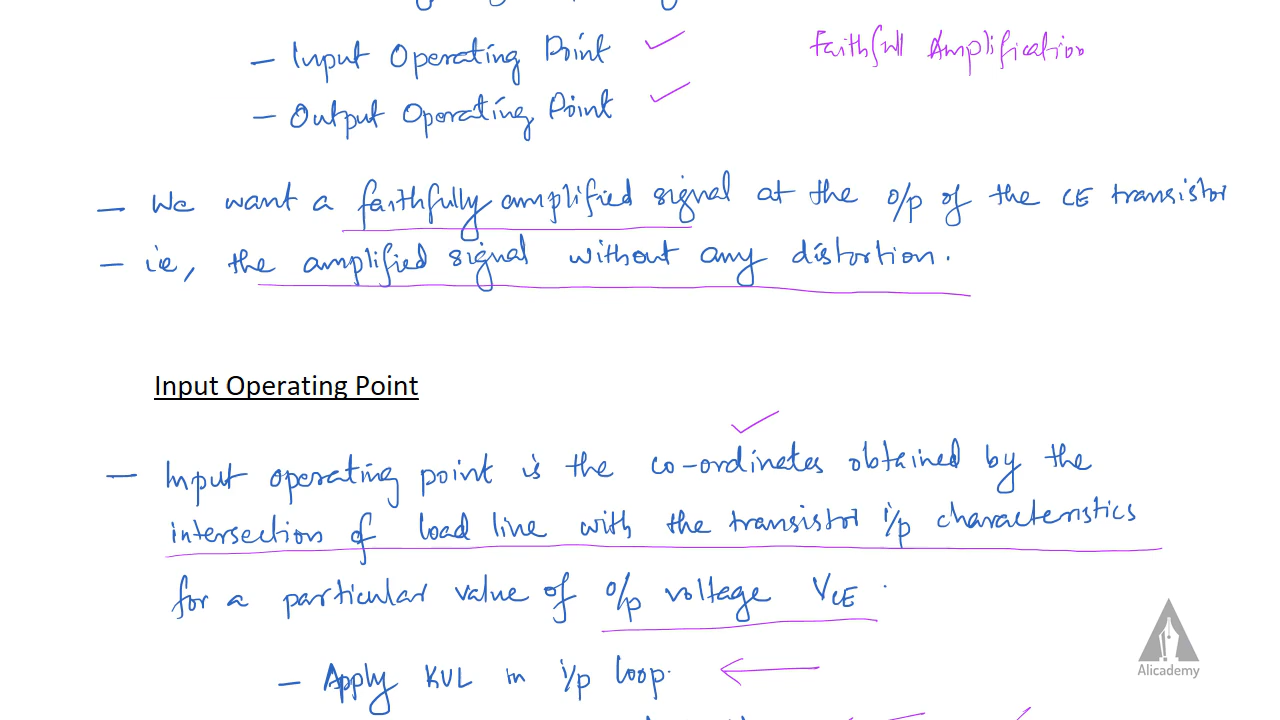 — Input Operating Point ✓ Faithfull Amplification
— Output Operating Point ✓
— We want a faithfully amplified signal at the o/p of the CE transistor
— ie, the amplified signal without any distortion.
Input Operating Point
— Input operating point is the co-ordinates obtained by the
intersection of load line with the transistor i/p characteristics
for a particular value of o/p voltage VCE.
— Apply KVL in i/p loop.
Alicademy